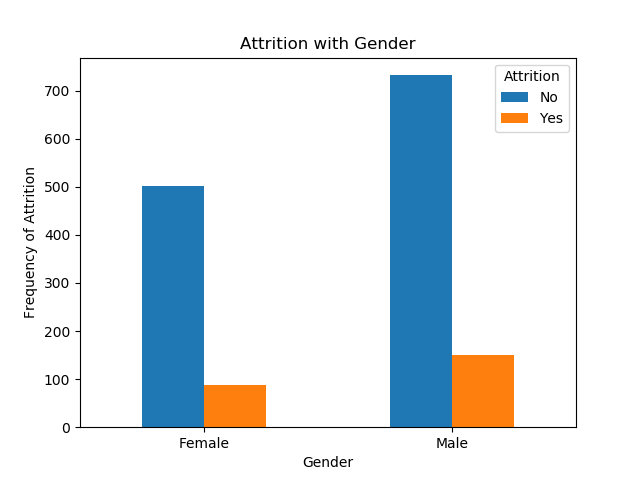 Attrition with Gender
Attrition
No
Yes
Frequency of Attrition
700
600
500
400
300
200
100
0
Female
Male
Gender